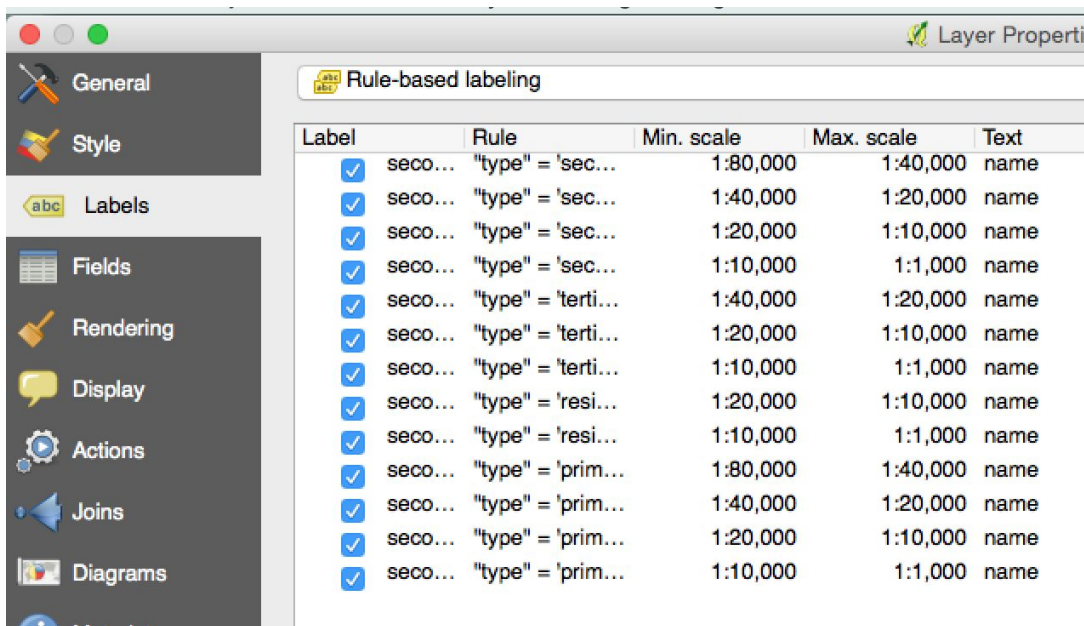 Layer Properti
General
Style
abc Labels
Fields
Rendering
Display
Actions
Joins
Diagrams
abc abc Rule-based labeling
Label Rule Min. scale Max. scale Text
seco... "type" = 'sec... 1:80,000 1:40,000 name
seco... "type" = 'sec... 1:40,000 1:20,000 name
seco... "type" = 'sec... 1:20,000 1:10,000 name
seco... "type" = 'sec... 1:10,000 1:1,000 name
seco... "type" = 'terti... 1:40,000 1:20,000 name
seco... "type" = 'terti... 1:20,000 1:10,000 name
seco... "type" = 'terti... 1:10,000 1:1,000 name
seco... "type" = 'resi... 1:20,000 1:10,000 name
seco... "type" = 'resi... 1:10,000 1:1,000 name
seco... "type" = 'prim... 1:80,000 1:40,000 name
seco... "type" = 'prim... 1:40,000 1:20,000 name
seco... "type" = 'prim... 1:20,000 1:10,000 name
seco... "type" = 'prim... 1:10,000 1:1,000 name